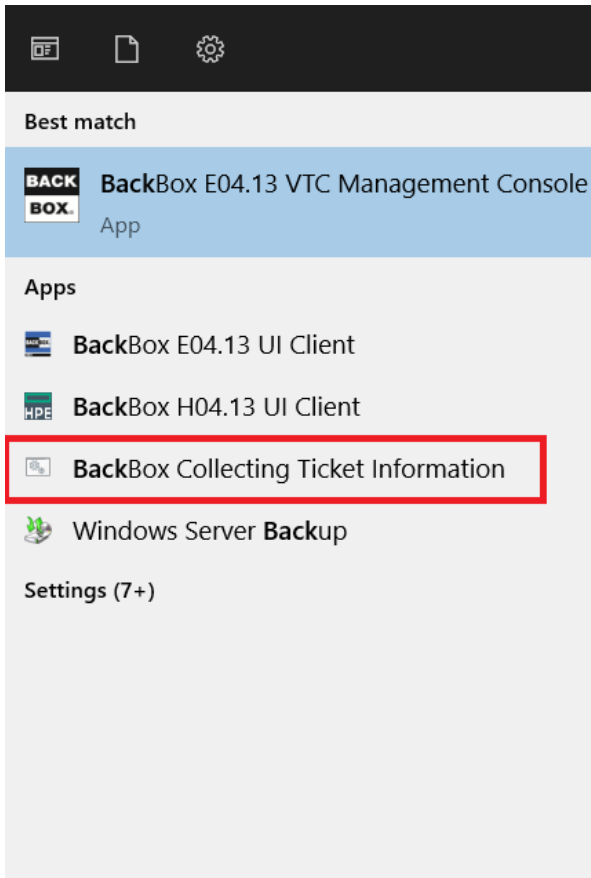 Best match
BACK
BOX.
BackBox E04.13 VTC Management Console
App
Apps
BackBox E04.13 UI Client
HPE
BackBox H04.13 UI Client
BackBox Collecting Ticket Information
Windows Server Backup
Settings (7+)